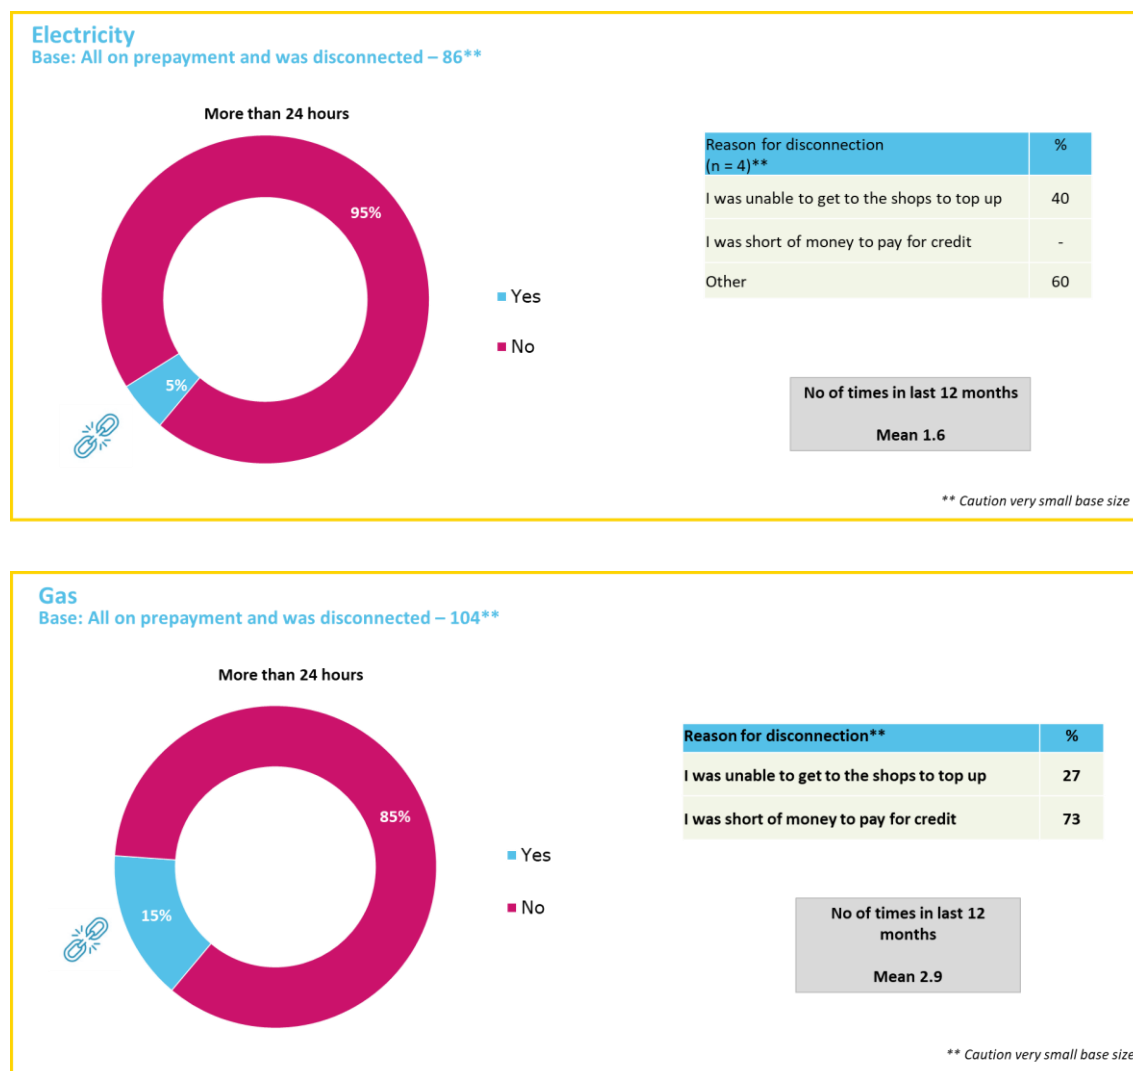 Electricity
Base: All on prepayment and was disconnected – 86**
More than 24 hours
95%
5%
Yes
No
Reason for disconnection
(n = 4)**
%
I was unable to get to the shops to top up
40
I was short of money to pay for credit
-
Other
60
No of times in last 12 months
Mean 1.6
** Caution very small base size
Gas
Base: All on prepayment and was disconnected – 104**
More than 24 hours
85%
15%
Yes
No
Reason for disconnection**
%
I was unable to get to the shops to top up
27
I was short of money to pay for credit
73
No of times in last 12
months
Mean 2.9
** Caution very small base size